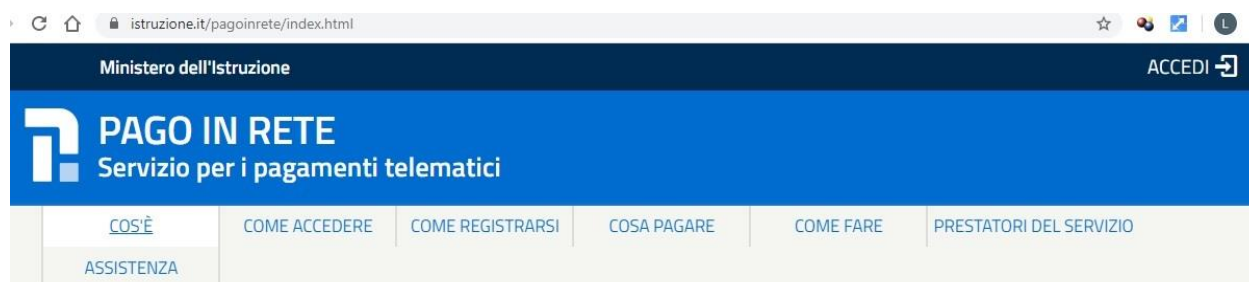 istruzione.it/pagoinrete/index.html
L
Ministero dell'Istruzione
ACCEDI
PAGO IN RETE
Servizio per i pagamenti telematici
COS'È COME ACCEDERE COME REGISTRARSI COSA PAGARE COME FARE PRESTATORI DEL SERVIZIO
ASSISTENZA